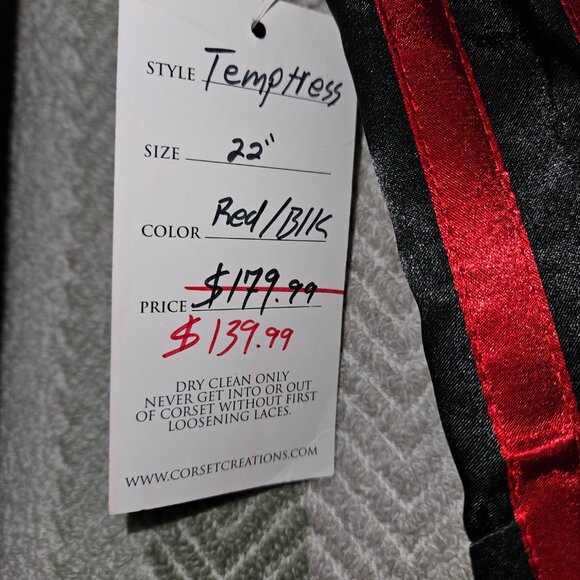 STYLE Temptress
SIZE 22"
COLOR Red/Blk
PRICE $179.99
$139.99
DRY CLEAN ONLY
NEVER GET INTO OR OUT
OF CORSET WITHOUT FIRST
LOOSENING LACES.
WWW.CORSETCREATIONS.COM